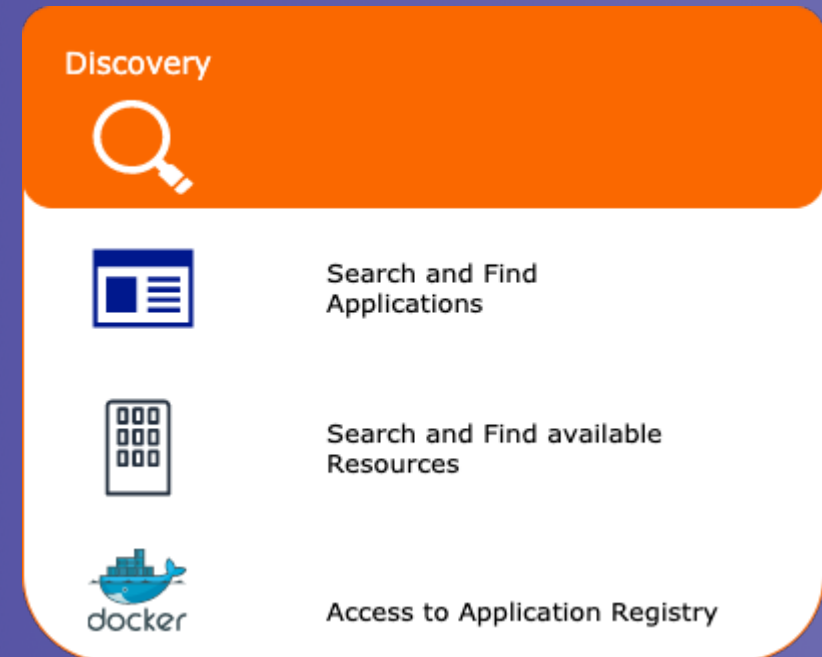 Discovery
Search and Find
Applications
Search and Find available
Resources
docker
Access to Application Registry